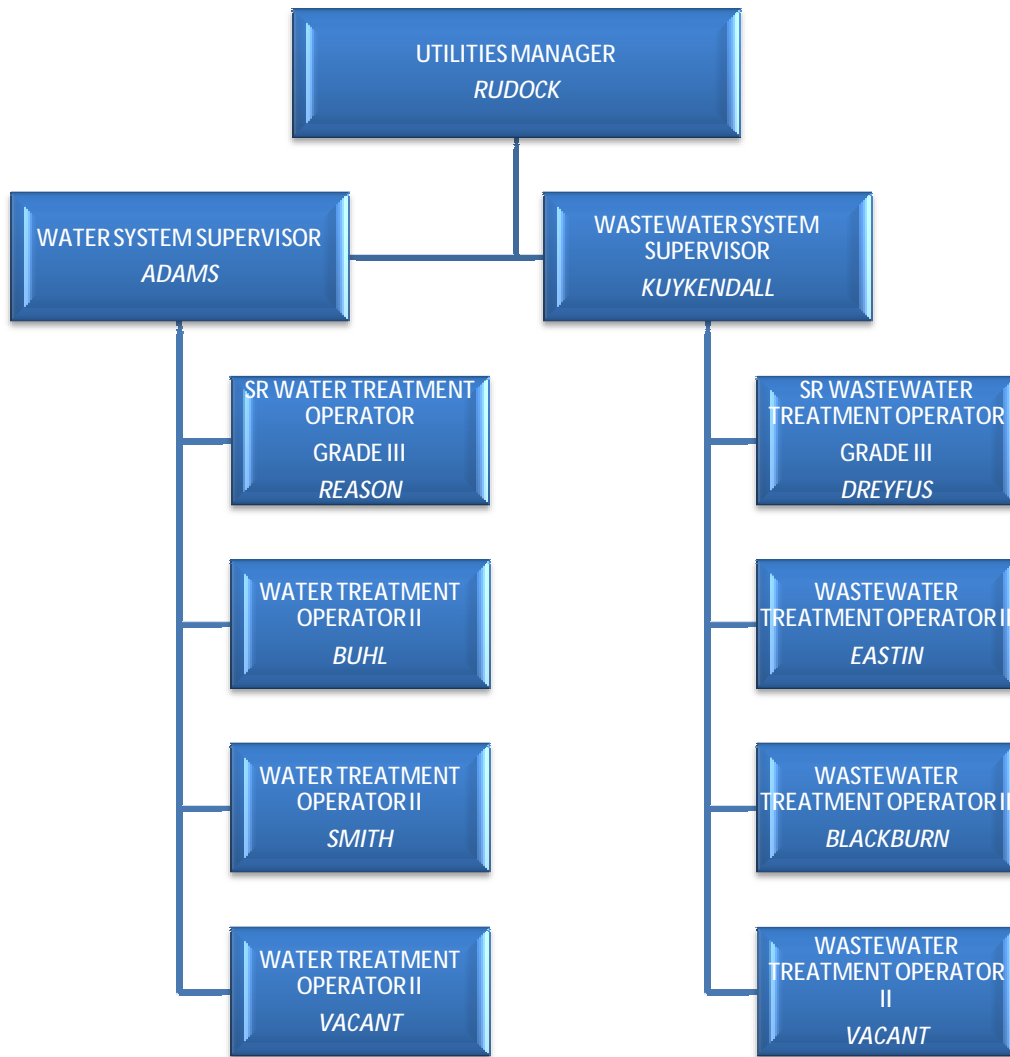 UTILITIES MANAGER
RUDOCK
WATER SYSTEM SUPERVISOR
ADAMS
WASTEWATER SYSTEM
SUPERVISOR
KUYKENDALL
SR WATER TREATMENT
OPERATOR
GRADE III
REASON
SR WASTEWATER
TREATMENT OPERATOR
GRADE III
DREYFUS
WATER TREATMENT
OPERATOR II
BUHL
WASTEWATER
TREATMENT OPERATOR II
EASTIN
WATER TREATMENT
OPERATOR II
SMITH
WASTEWATER
TREATMENT OPERATOR II
BLACKBURN
WATER TREATMENT
OPERATOR II
VACANT
WASTEWATER
TREATMENT OPERATOR
II
VACANT